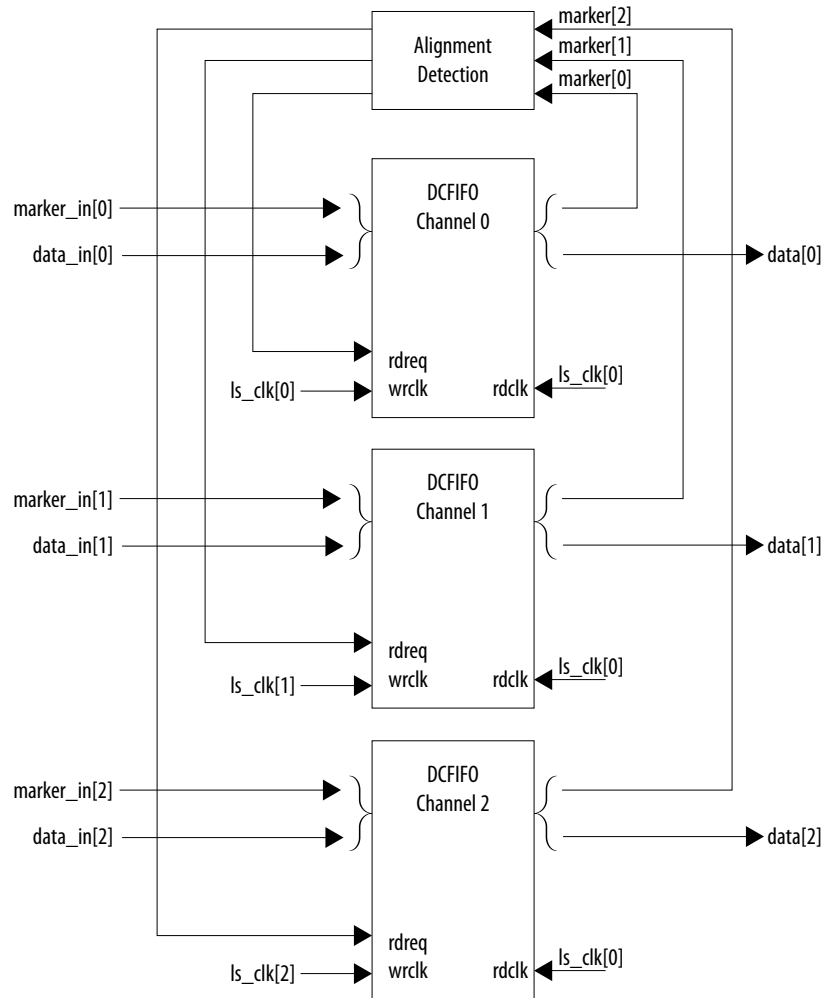 marker[2]
Alignment
Detection
marker[1]
marker[0]
DCFIFO
Channel 0
marker_in[0]
data_in[0]
data[0]
rdreq
ls_clk[0]
wrclk
rdclk
ls_clk[0]
DCFIFO
Channel 1
marker_in[1]
data_in[1]
data[1]
rdreq
ls_clk[1]
wrclk
rdclk
ls_clk[0]
DCFIFO
Channel 2
marker_in[2]
data_in[2]
data[2]
rdreq
ls_clk[2]
wrclk
rdclk
ls_clk[0]